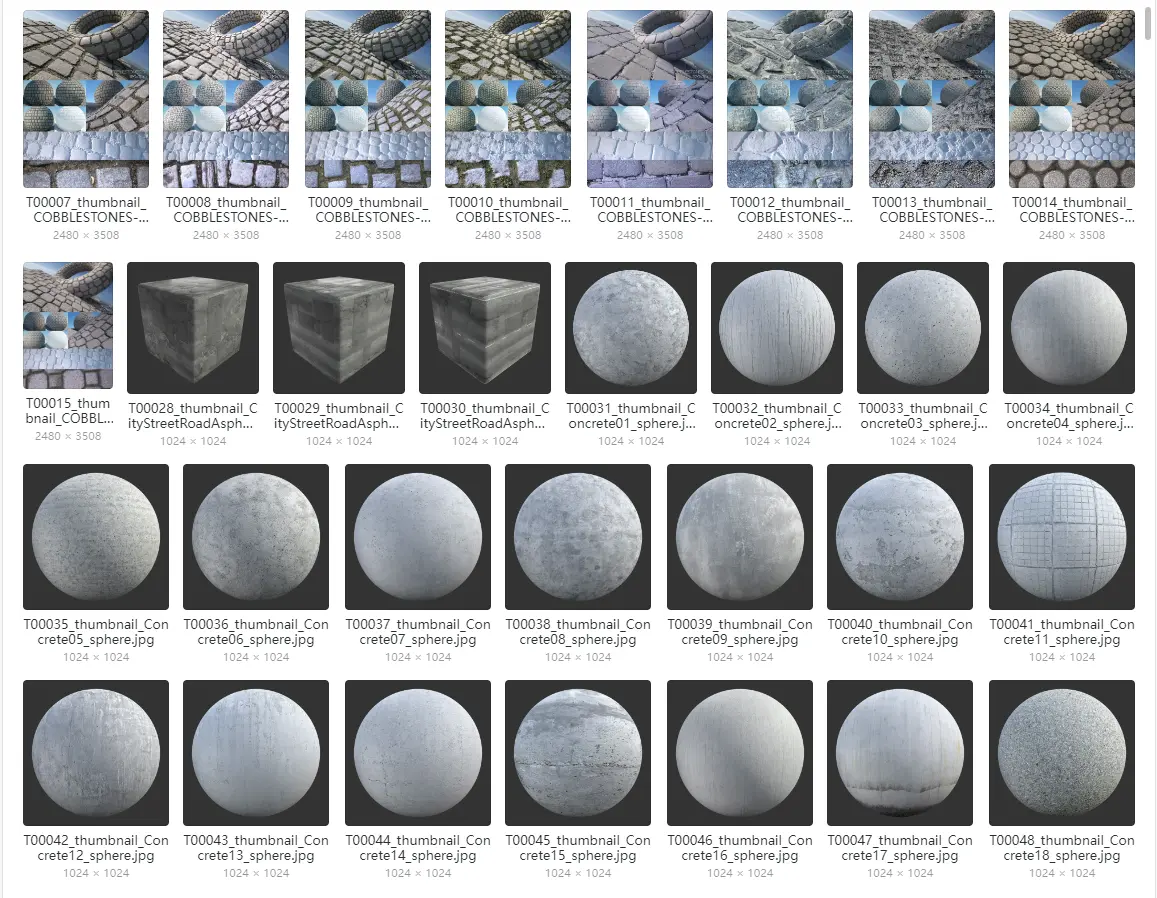 T00007_thumbnail_
COBBLESTONES-...
2480 × 3508
T00008_thumbnail_
COBBLESTONES-...
2480 × 3508
T00009_thumbnail_
COBBLESTONES-...
2480 × 3508
T00010_thumbnail_
COBBLESTONES-...
2480 × 3508
T00011_thumbnail_
COBBLESTONES-...
2480 × 3508
T00012_thumbnail_
COBBLESTONES-...
2480 × 3508
T00013_thumbnail_
COBBLESTONES-...
2480 × 3508
T00014_thumbnail_
COBBLESTONES-...
2480 × 3508
T00015_thum
bnail_COBBL...
2480 × 3508
T00028_thumbnail_C
ityStreetRoadAsph...
1024 × 1024
T00029_thumbnail_C
ityStreetRoadAsph...
1024 × 1024
T00030_thumbnail_C
ityStreetRoadAsph...
1024 × 1024
T00031_thumbnail_C
oncrete01_sphere.j...
1024 × 1024
T00032_thumbnail_C
oncrete02_sphere.j...
1024 × 1024
T00033_thumbnail_C
oncrete03_sphere.j...
1024 × 1024
T00034_thumbnail_C
oncrete04_sphere.j...
1024 × 1024
T00035_thumbnail_Con
crete05_sphere.jpg
1024 × 1024
T00036_thumbnail_Con
crete06_sphere.jpg
1024 × 1024
T00037_thumbnail_Con
crete07_sphere.jpg
1024 × 1024
T00038_thumbnail_Con
crete08_sphere.jpg
1024 × 1024
T00039_thumbnail_Con
crete09_sphere.jpg
1024 × 1024
T00040_thumbnail_Con
crete10_sphere.jpg
1024 × 1024
T00041_thumbnail_Con
crete11_sphere.jpg
1024 × 1024
T00042_thumbnail_Con
crete12_sphere.jpg
1024 × 1024
T00043_thumbnail_Con
crete13_sphere.jpg
1024 × 1024
T00044_thumbnail_Con
crete14_sphere.jpg
1024 × 1024
T00045_thumbnail_Con
crete15_sphere.jpg
1024 × 1024
T00046_thumbnail_Con
crete16_sphere.jpg
1024 × 1024
T00047_thumbnail_Con
crete17_sphere.jpg
1024 × 1024
T00048_thumbnail_Con
crete18_sphere.jpg
1024 × 1024